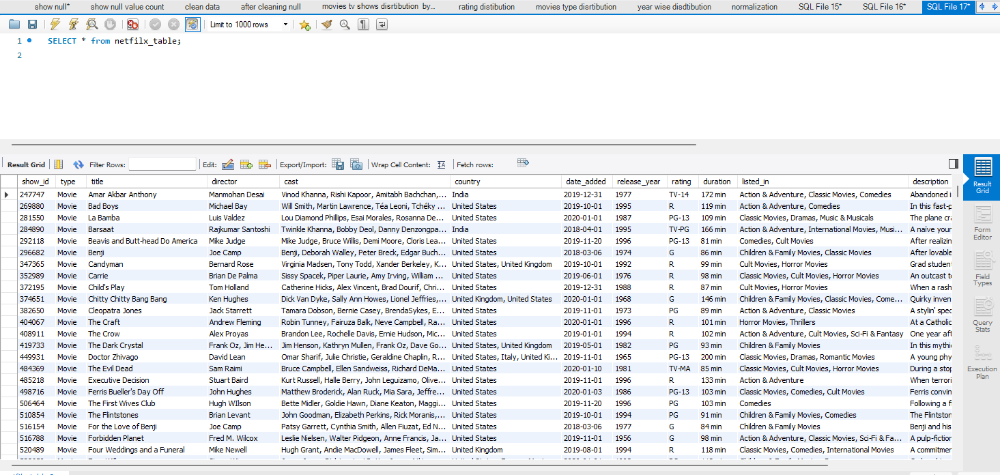 show null* show null value count clean data after cleaning null movies tv shows disrtibution by... rating distibution movies type disrtibution year wise disdtibution normalization SQL File 15* SQL File 16* SQL File 17*
Limit to 1000 rows
1 SELECT * from netfilx_table;
2
Result Grid Filter Rows: Edit: Export/Import: Wrap Cell Content: Fetch rows:
show_id type title director cast country date_added release_year rating duration listed_in description
247747 Movie Amar Akbar Anthony Manmohan Desai Vinod Khanna, Rishi Kapoor, Amitabh Bachchan,... India 2019-12-31 1977 TV-14 172 min Action & Adventure, Classic Movies, Comedies Abandoned i
269880 Movie Bad Boys Michael Bay Will Smith, Martin Lawrence, Téa Leoni, Tchéky ... United States 2019-10-01 1995 R 119 min Action & Adventure, Comedies In this fast-p
281550 Movie La Bamba Luis Valdez Lou Diamond Phillips, Esai Morales, Rosanna De... United States 2020-01-01 1987 PG-13 109 min Classic Movies, Dramas, Music & Musicals The plane cra
284890 Movie Barsaat Rajkumar Santoshi Twinkle Khanna, Bobby Deol, Danny Denzongpa... India 2018-04-01 1995 TV-PG 166 min Action & Adventure, International Movies, Musi... A naïve your
292118 Movie Beavis and Butt-head Do America Mike Judge Mike Judge, Bruce Willis, Demi Moore, Cloris Lea... United States 2019-11-20 1996 PG-13 81 min Comedies, Cult Movies After realizin
296682 Movie Benji Joe Camp Benji, Deborah Walley, Peter Breck, Edgar Buch... United States 2018-03-06 1974 G 86 min Children & Family Movies, Classic Movies After lovable
347365 Movie Candyman Bernard Rose Virginia Madsen, Tony Todd, Xander Berkeley, K... United States, United Kingdom 2019-10-01 1992 R 99 min Cult Movies, Horror Movies Grad studen
352989 Movie Carrie Brian De Palma Sissy Spacek, Piper Laurie, Amy Irving, William ... United States 2019-06-01 1976 R 98 min Classic Movies, Cult Movies, Horror Movies An outcast t
372195 Movie Child's Play Tom Holland Catherine Hicks, Alex Vincent, Brad Dourif, Chri... United States 2019-12-31 1988 R 87 min Cult Movies, Horror Movies When a rash
374651 Movie Chitty Chitty Bang Bang Ken Hughes Dick Van Dyke, Sally Ann Howes, Lionel Jeffries,... United Kingdom, United States 2020-01-01 1968 G 146 min Children & Family Movies, Classic Movies, Come... Quirky inven
382650 Movie Cleopatra Jones Jack Starrett Tamara Dobson, Bernie Casey, BrendaSykes, E... United States 2019-11-01 1973 PG 89 min Action & Adventure, Classic Movies A stylin' spec
404067 Movie The Craft Andrew Fleming Robin Tunney, Fairuza Balk, Neve Campbell, Ra... United States 2020-01-01 1996 R 101 min Horror Movies, Thrillers At a Catholic
408911 Movie The Crow Alex Proyas Brandon Lee, Rochelle Davis, Ernie Hudson, Mic... United States 2019-01-01 1994 R 102 min Action & Adventure, Cult Movies, Sci-Fi & Fantasy One year aft
419733 Movie The Dark Crystal Frank Oz, Jim He... Jim Henson, Kathryn Mullen, Frank Oz, Dave Go... United States, United Kingdom 2019-05-01 1982 PG 93 min Children & Family Movies In this mythi
449931 Movie Doctor Zhivago David Lean Omar Sharif, Julie Christie, Geraldine Chaplin, R... United States, Italy, United Ki... 2019-11-01 1965 PG-13 200 min Classic Movies, Dramas, Romantic Movies A young phy
484369 Movie The Evil Dead Sam Raimi Bruce Campbell, Ellen Sandweiss, Richard DeMa... United States 2020-01-10 1981 TV-MA 85 min Classic Movies, Cult Movies, Horror Movies During a stop
485218 Movie Executive Decision Stuart Baird Kurt Russell, Halle Berry, John Leguizamo, Olive... United States 2019-11-01 1996 R 133 min Action & Adventure When terrori
498716 Movie Ferris Bueller's Day Off John Hughes Matthew Broderick, Alan Ruck, Mia Sara, Jeffre... United States 2020-01-03 1986 PG-13 103 min Classic Movies, Comedies, Cult Movies Ferris convin
506464 Movie The First Wives Club Hugh WIlson Bette Midler, Goldie Hawn, Diane Keaton, Maggi... United States 2019-11-20 1996 PG 103 min Comedies Following a f
510854 Movie The Flintstones Brian Levant John Goodman, Elizabeth Perkins, Rick Moranis,... United States 2019-10-01 1994 PG 91 min Children & Family Movies, Comedies The Flintston
516154 Movie For the Love of Benji Joe Camp Patsy Garrett, Cynthia Smith, Allen Fiuzat, Ed N... United States 2018-03-06 1977 G 84 min Children & Family Movies Benji and his
516788 Movie Forbidden Planet Fred M. Wilcox Leslie Nielsen, Walter Pidgeon, Anne Francis, Ja... United States 2019-11-01 1956 G 98 min Action & Adventure, Classic Movies, Sci-Fi & Fa... A pulp-fiction
520489 Movie Four Weddings and a Funeral Mike Newell Hugh Grant, Andie MacDowell, James Fleet, Sim... United Kingdom 2019-08-01 1994 R 118 min Classic Movies, Comedies, International Movies A commitmen
Result
Grid
Form
Editor
Field
Types
Query
Stats
Execution
Plan